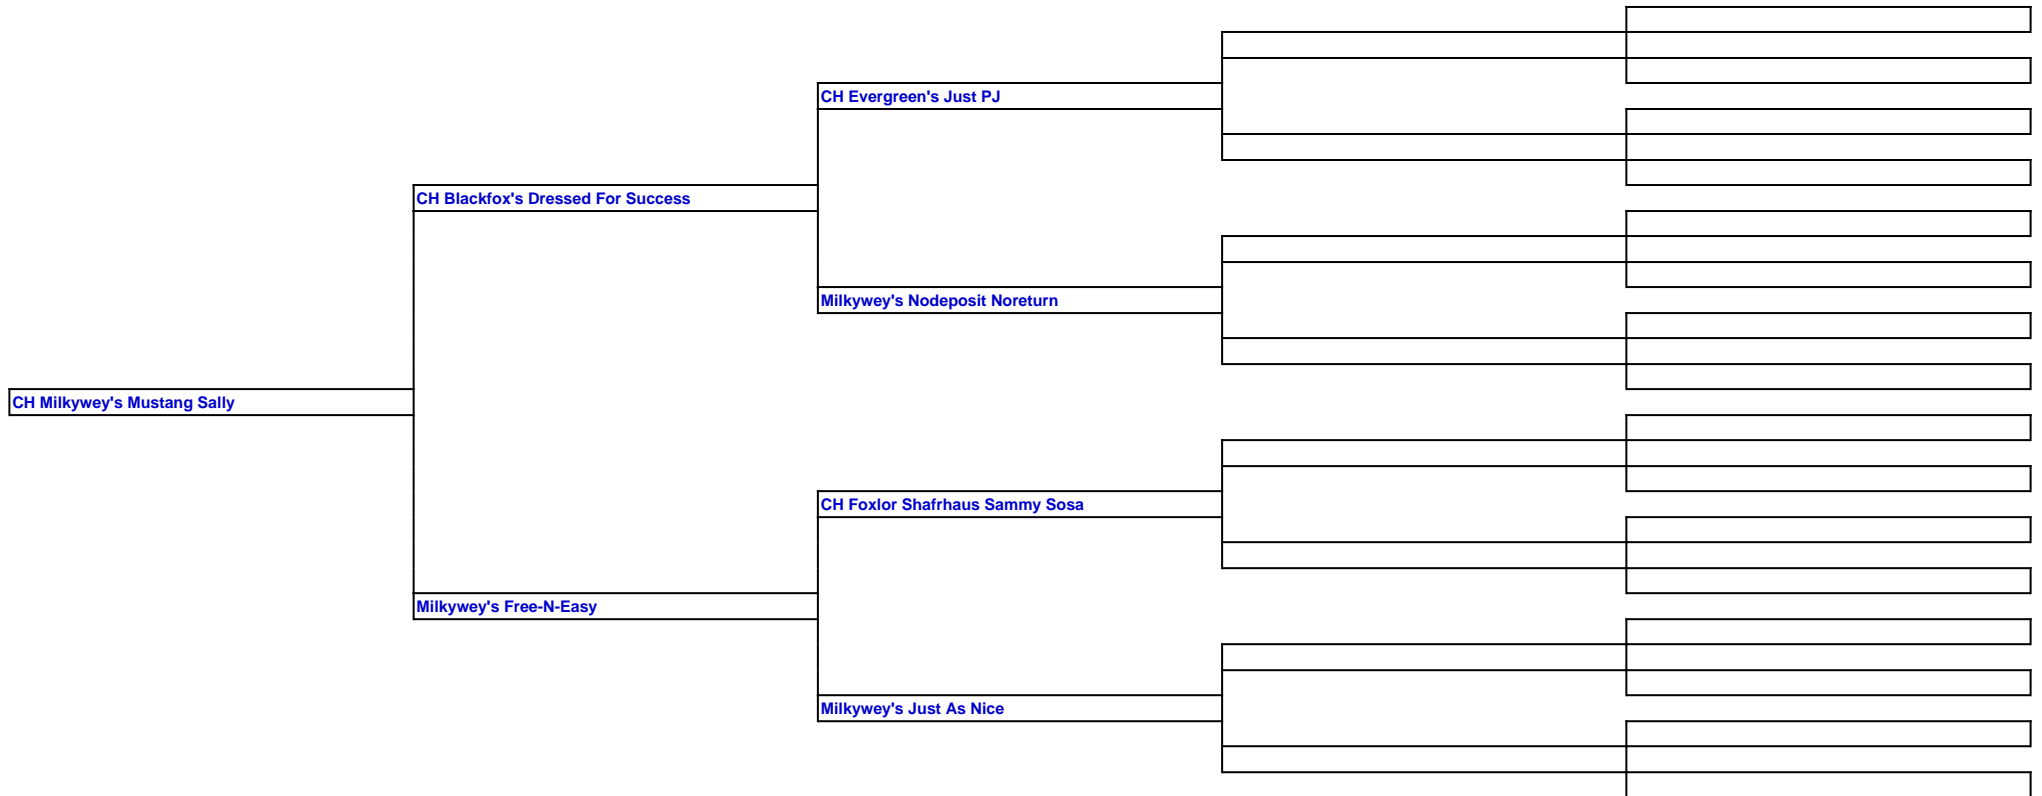 CH Evergreen's Just PJ
CH Blackfox's Dressed For Success
Milkywey's Nodeposit Noreturn
CH Milkywey's Mustang Sally
CH Foxlor Shafrhaus Sammy Sosa
Milkywey's Free-N-Easy
Milkywey's Just As Nice